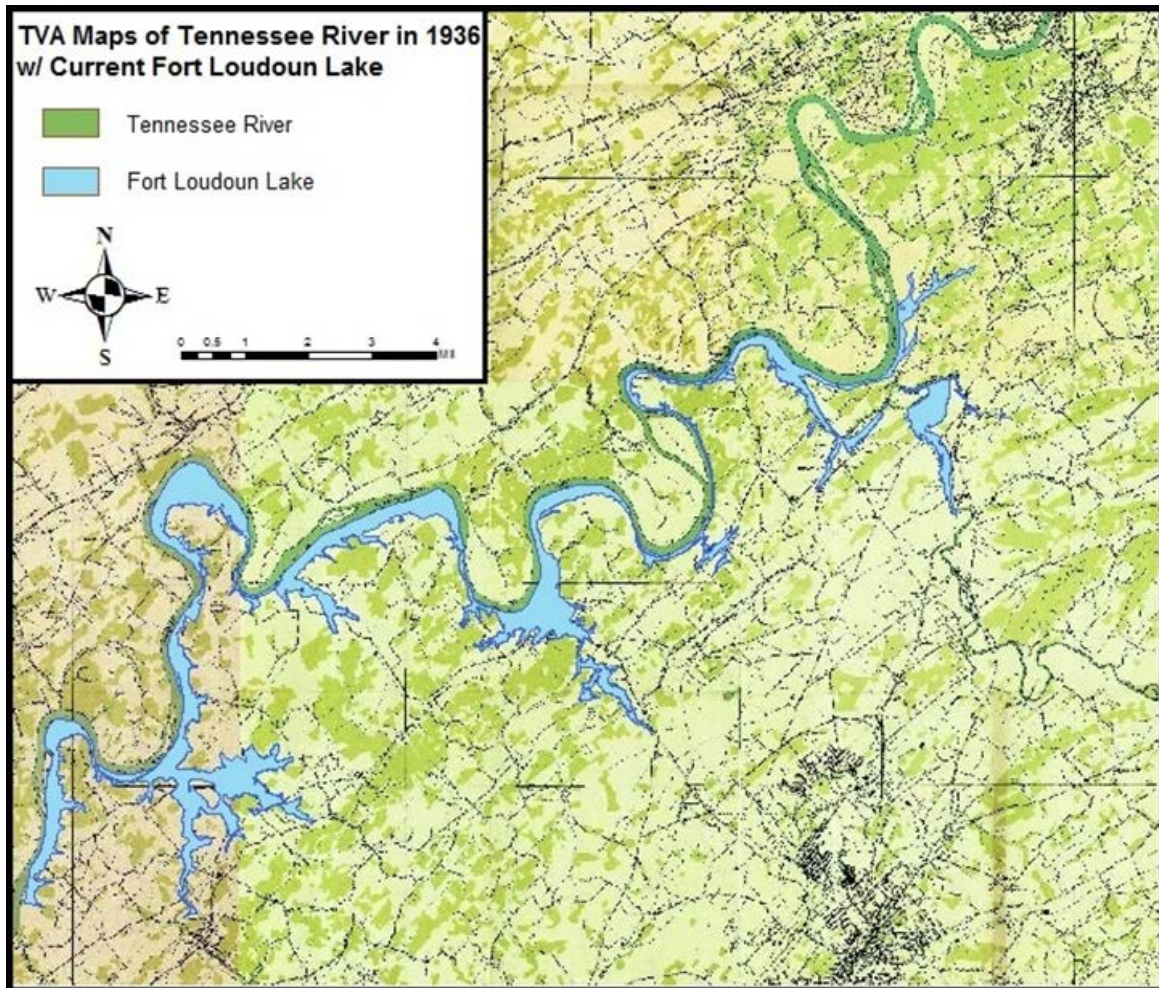 TVA Maps of Tennessee River in 1936
w/ Current Fort Loudoun Lake
Tennessee River
Fort Loudoun Lake
N
W E
S
0 0.5 1 2 3 4
Mi